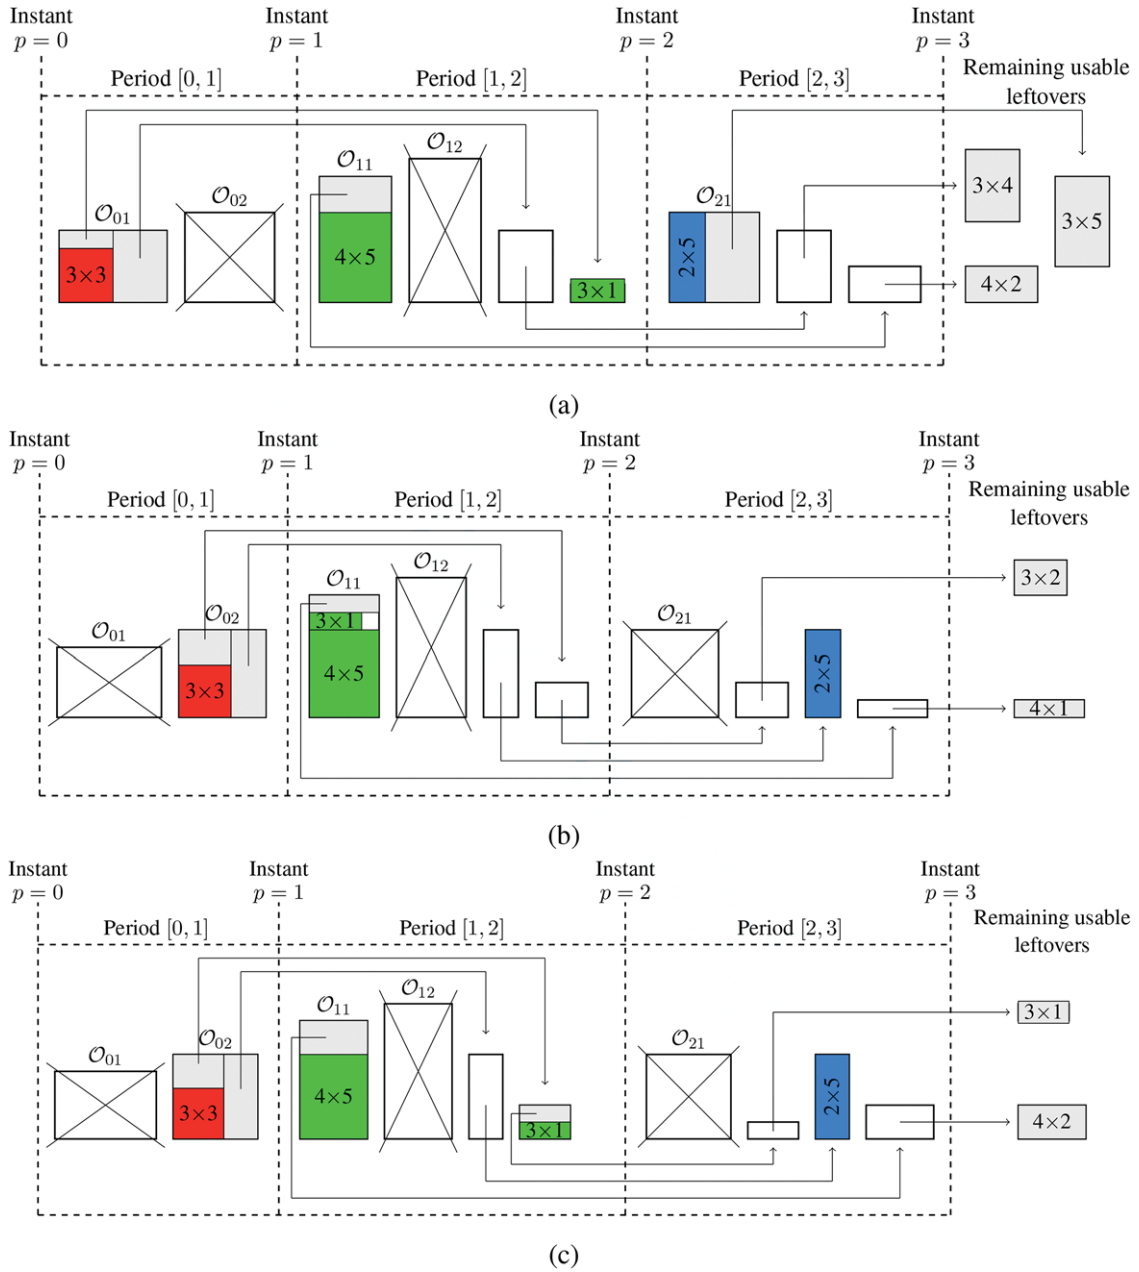 Instant Instant Instant Instant
p = 0 p = 1 p = 2 p = 3
Period [0, 1] Period [1, 2] Period [2, 3] Remaining usable
leftovers
𝒪₀₁ 𝒪₀₂ 𝒪₁₁ 𝒪₁₂ 𝒪₂₁
3×3 4×5 3×1 2×5 3×4 3×5
4×2
(a)
Instant Instant Instant Instant
p = 0 p = 1 p = 2 p = 3
Period [0, 1] Period [1, 2] Period [2, 3] Remaining usable
leftovers
𝒪₀₁ 𝒪₀₂ 𝒪₁₁ 𝒪₁₂ 𝒪₂₁
3×2
3×1
3×3 4×5 2×5 4×1
(b)
Instant Instant Instant Instant
p = 0 p = 1 p = 2 p = 3
Period [0, 1] Period [1, 2] Period [2, 3] Remaining usable
leftovers
𝒪₀₁ 𝒪₀₂ 𝒪₁₁ 𝒪₁₂ 𝒪₂₁
3×1
3×3 4×5 3×1 2×5 4×2
(c)